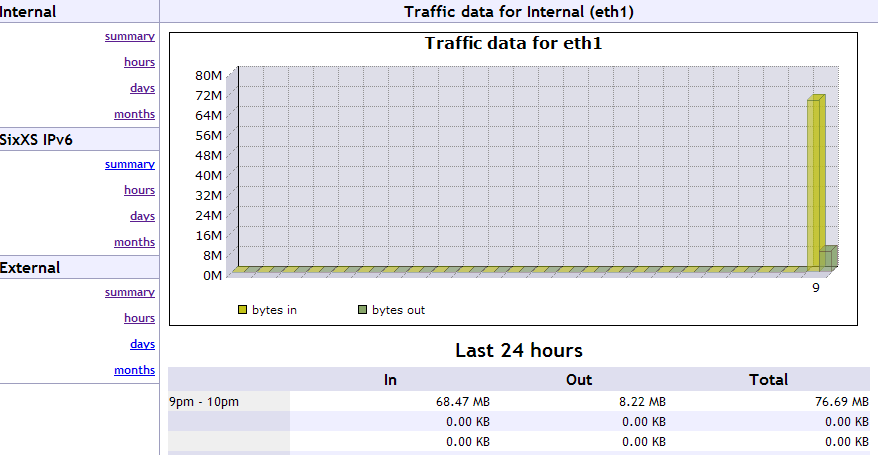 Internal
summary
hours
days
months
SixXS IPv6
summary
hours
days
months
External
summary
hours
days
months
Traffic data for Internal (eth1)
Traffic data for eth1
80M
72M
64M
56M
48M
40M
32M
24M
16M
8M
0M
9
bytes in bytes out
Last 24 hours
In Out Total
9pm - 10pm 68.47 MB 8.22 MB 76.69 MB
0.00 KB 0.00 KB 0.00 KB
0.00 KB 0.00 KB 0.00 KB